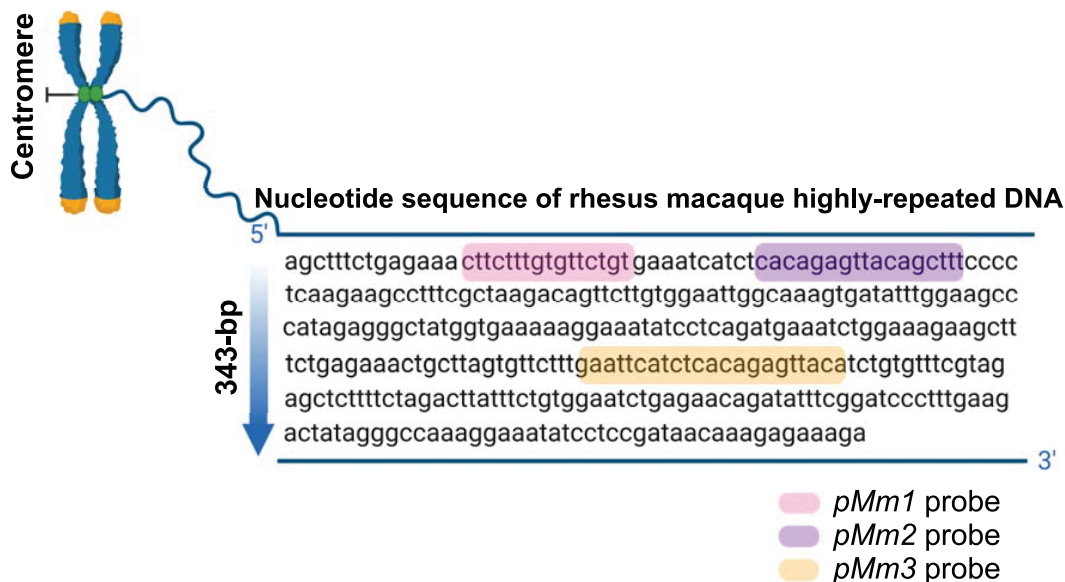 Centromere
Nucleotide sequence of rhesus macaque highly-repeated DNA
5'
343-bp
agctttctgagaaacttctttgtgttctgtgaaatcatctcacagagttacagctttcccc
tcaagaagcctttcgctaagacagttcttgtggaattggcaaagtgatatttggaagcc
catagagggctatggtgaaaaaggaaatatcctcagatgaaatctggaaagaagctt
tctgagaaactgcttagtgttctttgaattcatctcacagagttacatctgtgtttcgtag
agctcttttctagacttatttctgtggaatctgagaacagatatttcggatccctttgaag
actatagggccaaaggaaatatcctccgataacaaagagaaaga
3'
pMm1 probe
pMm2 probe
pMm3 probe